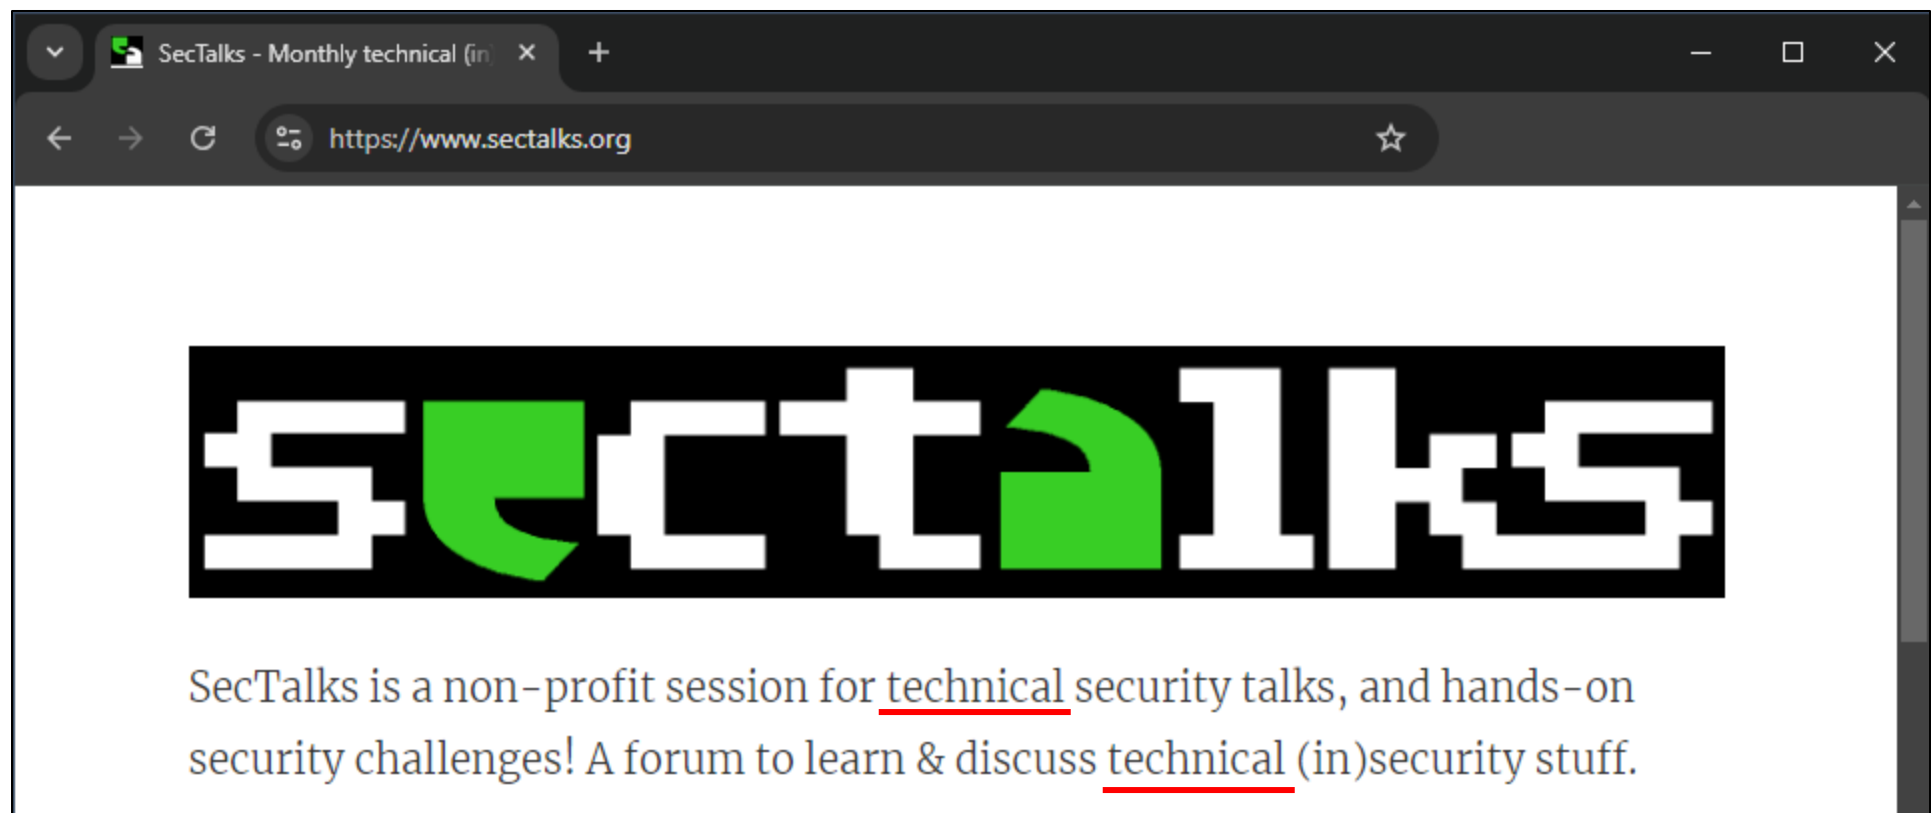 SecTalks - Monthly technical (in
https://www.sectalks.org
sectalks
SecTalks is a non-profit session for technical security talks, and hands-on
security challenges! A forum to learn & discuss technical (in)security stuff.